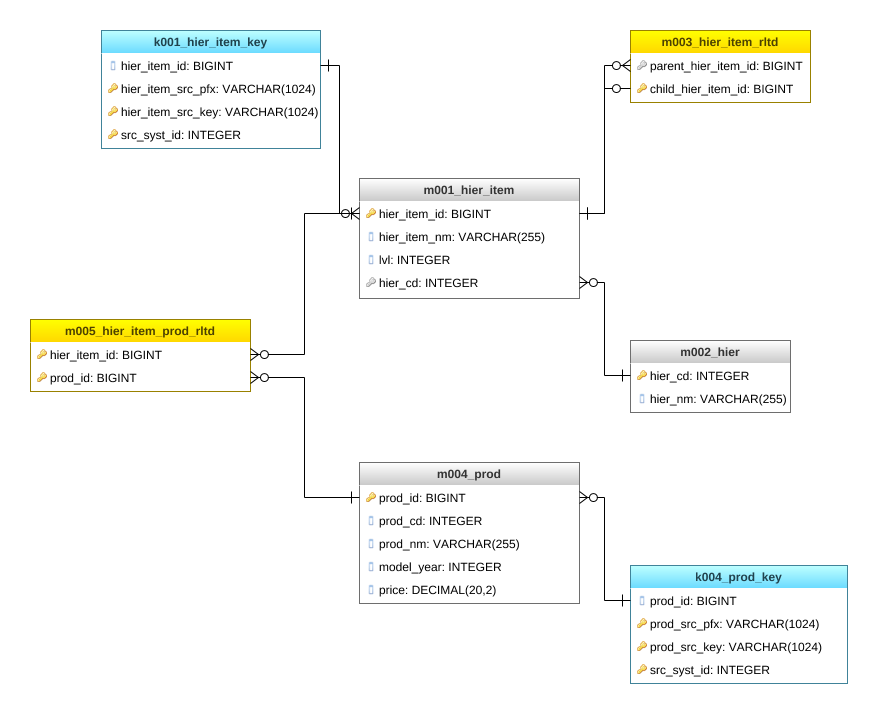 k001_hier_item_key
hier_item_id: BIGINT
hier_item_src_pfx: VARCHAR(1024)
hier_item_src_key: VARCHAR(1024)
src_syst_id: INTEGER
m003_hier_item_rltd
parent_hier_item_id: BIGINT
child_hier_item_id: BIGINT
m001_hier_item
hier_item_id: BIGINT
hier_item_nm: VARCHAR(255)
lvl: INTEGER
hier_cd: INTEGER
m005_hier_item_prod_rltd
hier_item_id: BIGINT
prod_id: BIGINT
m002_hier
hier_cd: INTEGER
hier_nm: VARCHAR(255)
m004_prod
prod_id: BIGINT
prod_cd: INTEGER
prod_nm: VARCHAR(255)
model_year: INTEGER
price: DECIMAL(20,2)
k004_prod_key
prod_id: BIGINT
prod_src_pfx: VARCHAR(1024)
prod_src_key: VARCHAR(1024)
src_syst_id: INTEGER